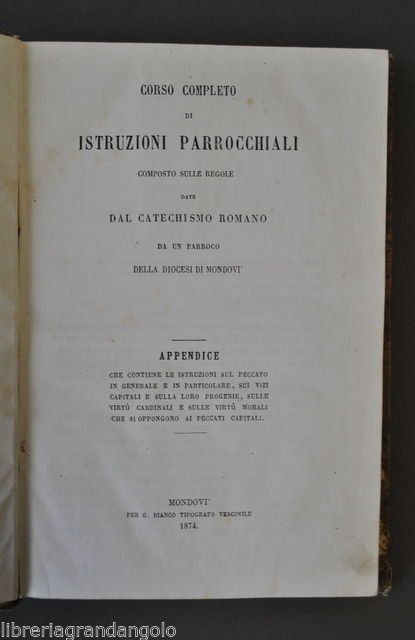 CORSO COMPLETO
DI
ISTRUZIONI PARROCCHIALI
COMPOSTO SULLE REGOLE
DATE
DAL CATECHISMO ROMANO
DA UN PARROCO
DELLA DIOCESI DI MONDOVI'
APPENDICE
CHE CONTIENE LE ISTRUZIONI SUL PECCATO
IN GENERALE E IN PARTICOLARE, SUI VIZI
CAPITALI E SULLA LORO PROGENIE, SULLE
VIRTÙ CARDINALI E SULLE VIRTÙ MORALI
CHE SI OPPONGONO AI PECCATI CAPITALI.
MONDOVI'
PER G. BIANCO TIPOGRAFO VESCOVILE
1874.
libreriagrandangolo